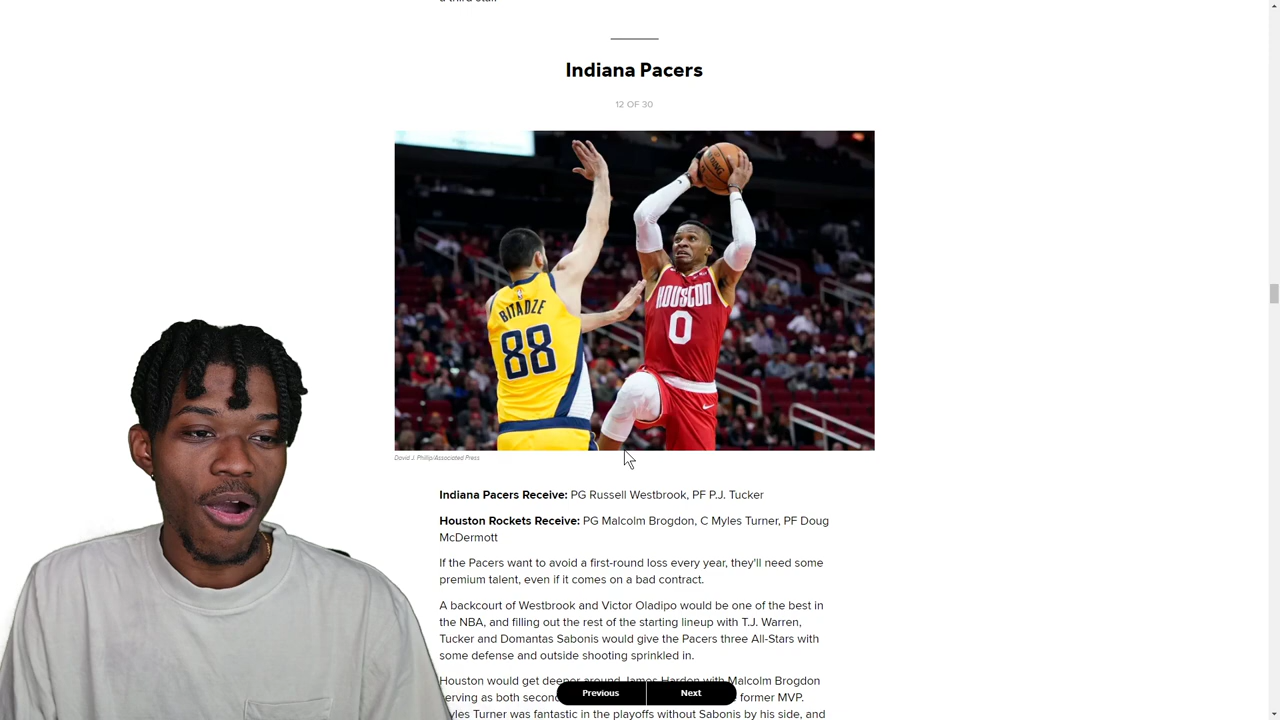 Indiana Pacers
12 OF 30
HOUSTON
0
BITADZE
88
David J. Phillip/Associated Press
Indiana Pacers Receive: PG Russell Westbrook, PF P.J. Tucker
Houston Rockets Receive: PG Malcolm Brogdon, C Myles Turner, PF Doug
McDermott
If the Pacers want to avoid a first-round loss every year, they'll need some
premium talent, even if it comes on a bad contract.
A backcourt of Westbrook and Victor Oladipo would be one of the best in
the NBA, and filling out the rest of the starting lineup with T.J. Warren,
Tucker and Domantas Sabonis would give the Pacers three All-Stars with
some defense and outside shooting sprinkled in.
Houston would get deeper around James Harden with Malcolm Brogdon
serving as both former MVP.
Previous Next
Myles Turner was fantastic in the playoffs without Sabonis by his side, and